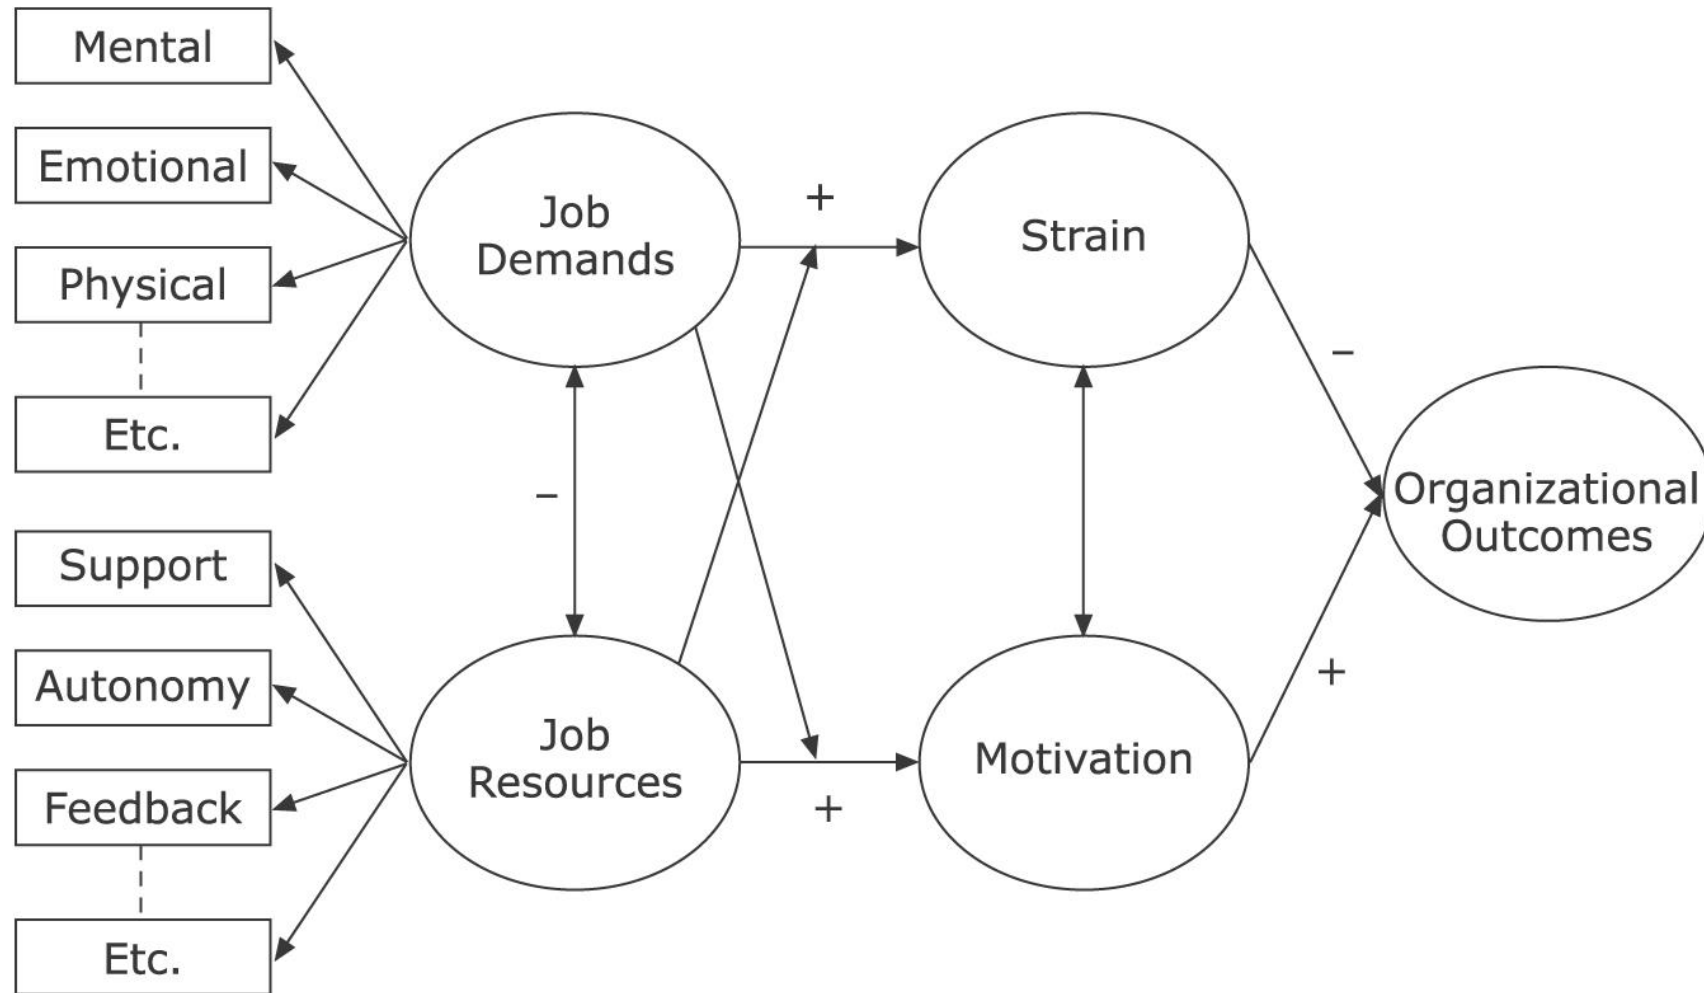 Mental
Emotional
Physical
Etc.
Support
Autonomy
Feedback
Etc.
Job
Demands
–
Job
Resources
+
+
Strain
Motivation
–
+
Organizational
Outcomes